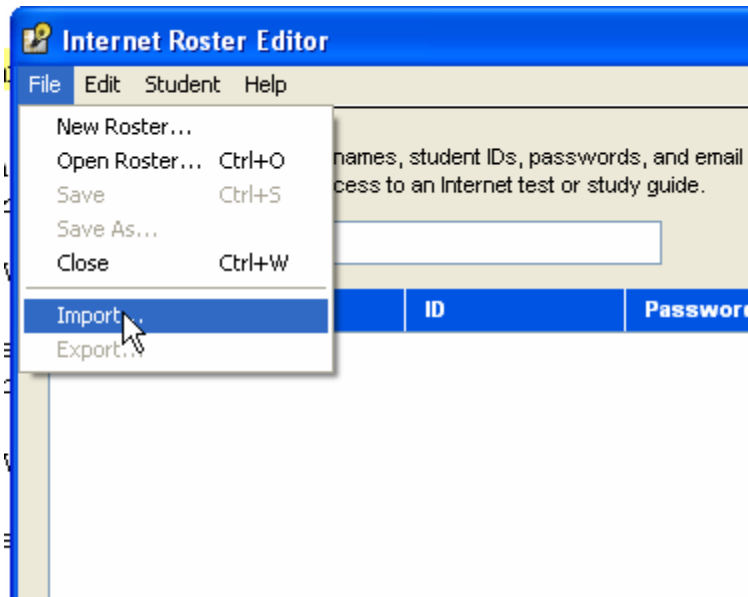 Internet Roster Editor
File Edit Student Help
New Roster...
Open Roster... Ctrl+O
Save Ctrl+S
Save As...
Close Ctrl+W
Import...
Export...
names, student IDs, passwords, and email
cess to an Internet test or study guide.
ID Passwor